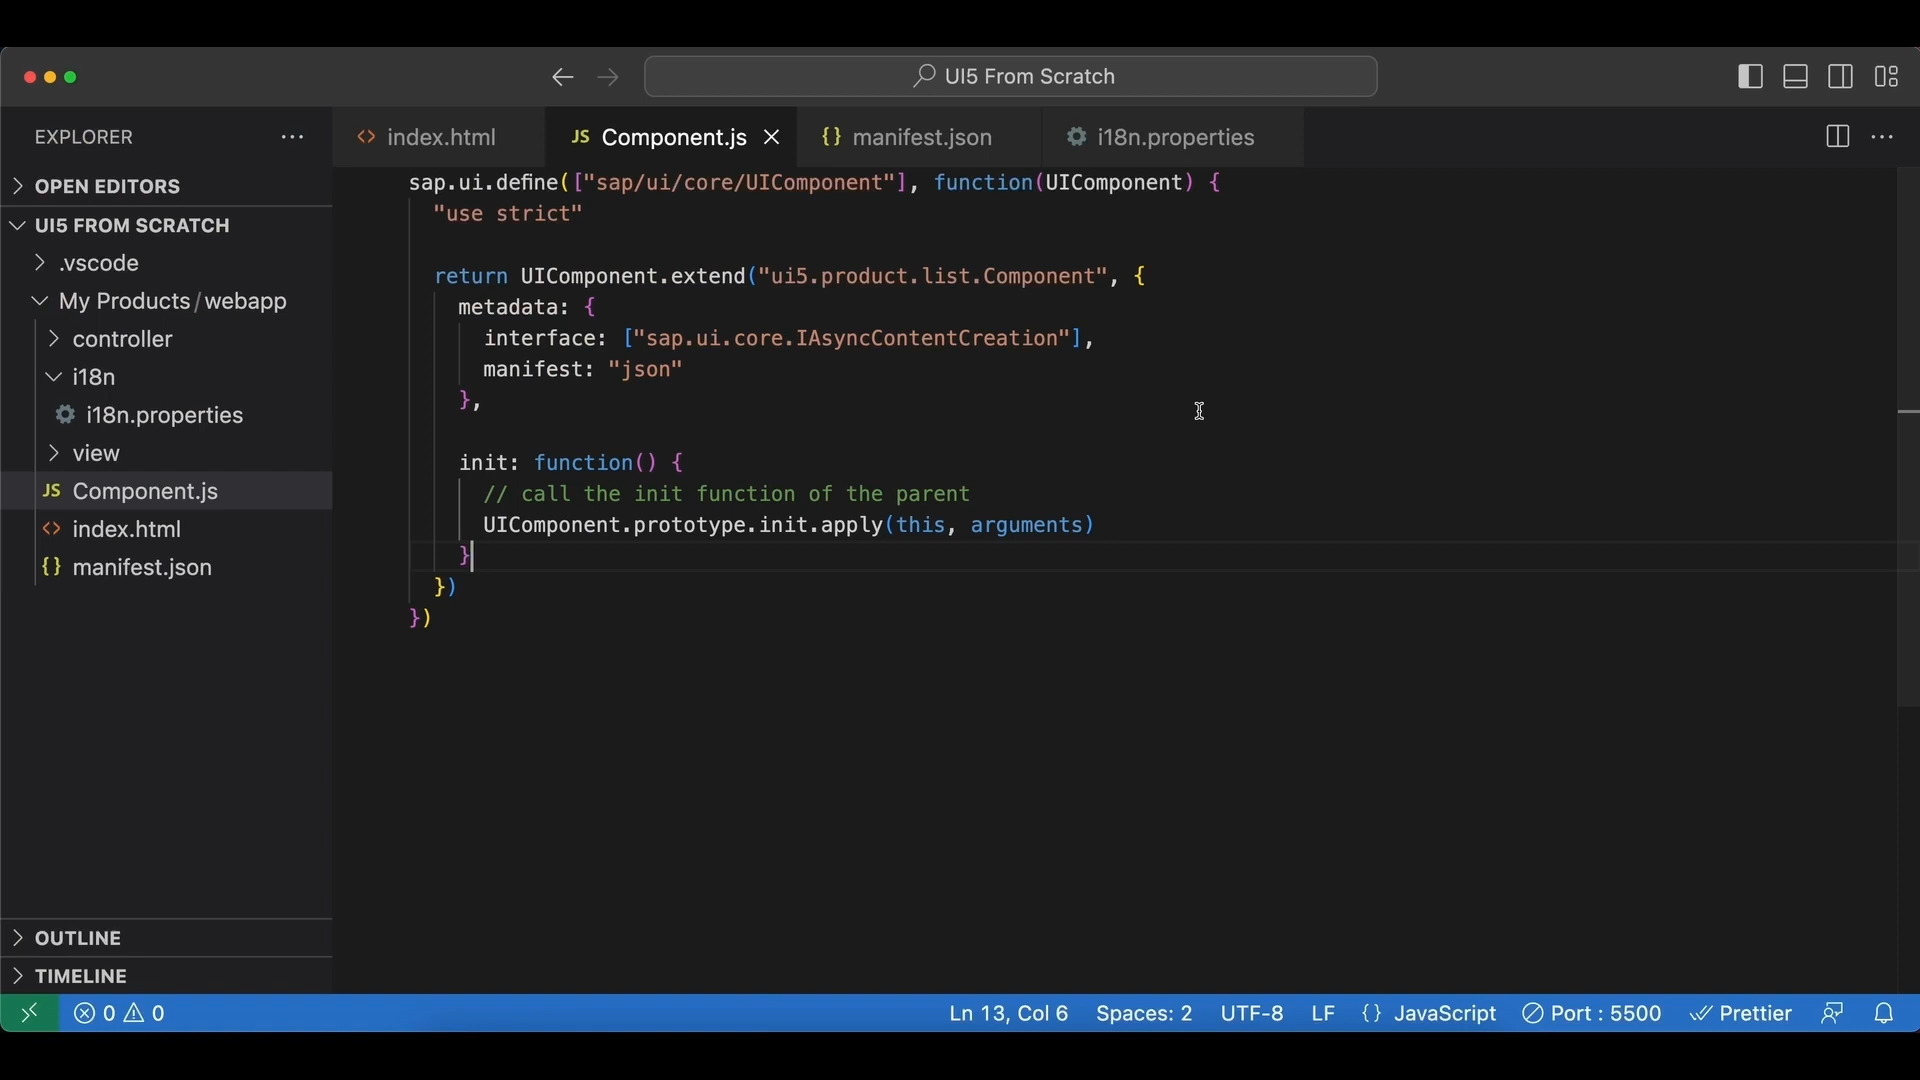 UI5 From Scratch
EXPLORER
OPEN EDITORS
UI5 FROM SCRATCH
.vscode
My Products/webapp
controller
i18n
i18n.properties
view
JS Component.js
<> index.html
{} manifest.json
OUTLINE
TIMELINE
<> index.html
JS Component.js
{} manifest.json
i18n.properties
sap.ui.define(["sap/ui/core/UIComponent"], function(UIComponent) {
"use strict"
return UIComponent.extend("ui5.product.list.Component", {
metadata: {
interface: ["sap.ui.core.IAsyncContentCreation"],
manifest: "json"
},
init: function() {
// call the init function of the parent
UIComponent.prototype.init.apply(this, arguments)
}
})
})
0 0
Ln 13, Col 6
Spaces: 2
UTF-8
LF
{} JavaScript
Port : 5500
Prettier